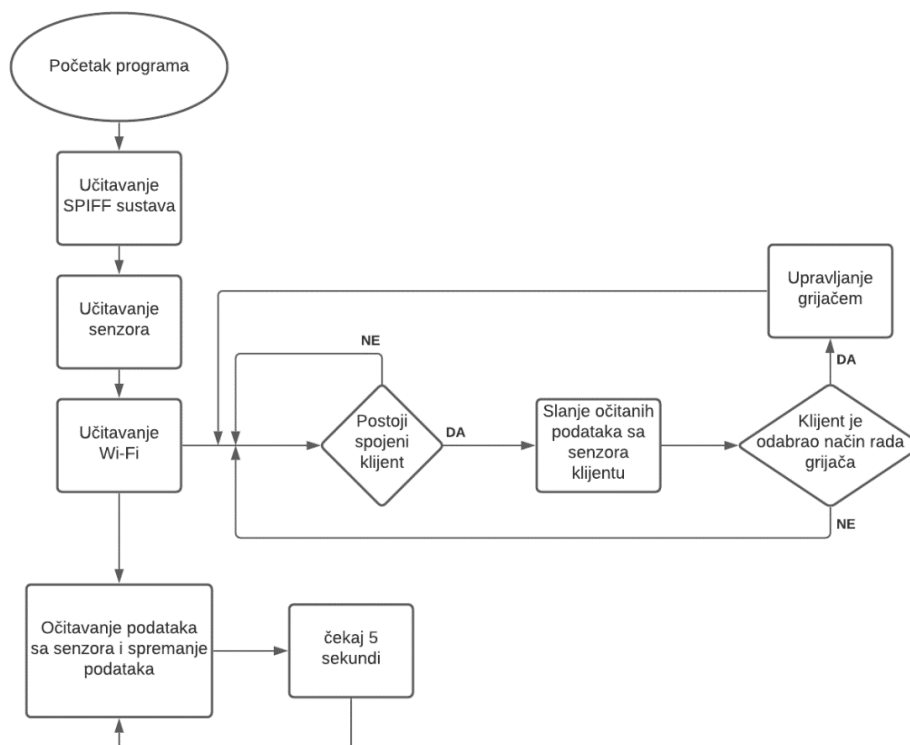 Početak programa
Učitavanje
SPIFF sustava
Učitavanje
senzora
Učitavanje
Wi-Fi
NE
Postoji
spojeni
klijent
DA
Slanje očitanih
podataka sa
senzora
klijentu
Upravljanje
grijačem
DA
Klijent je
odabrao način rada
grijača
NE
Očitavanje podataka
sa senzora i spremanje
podataka
čekaj 5
sekundi